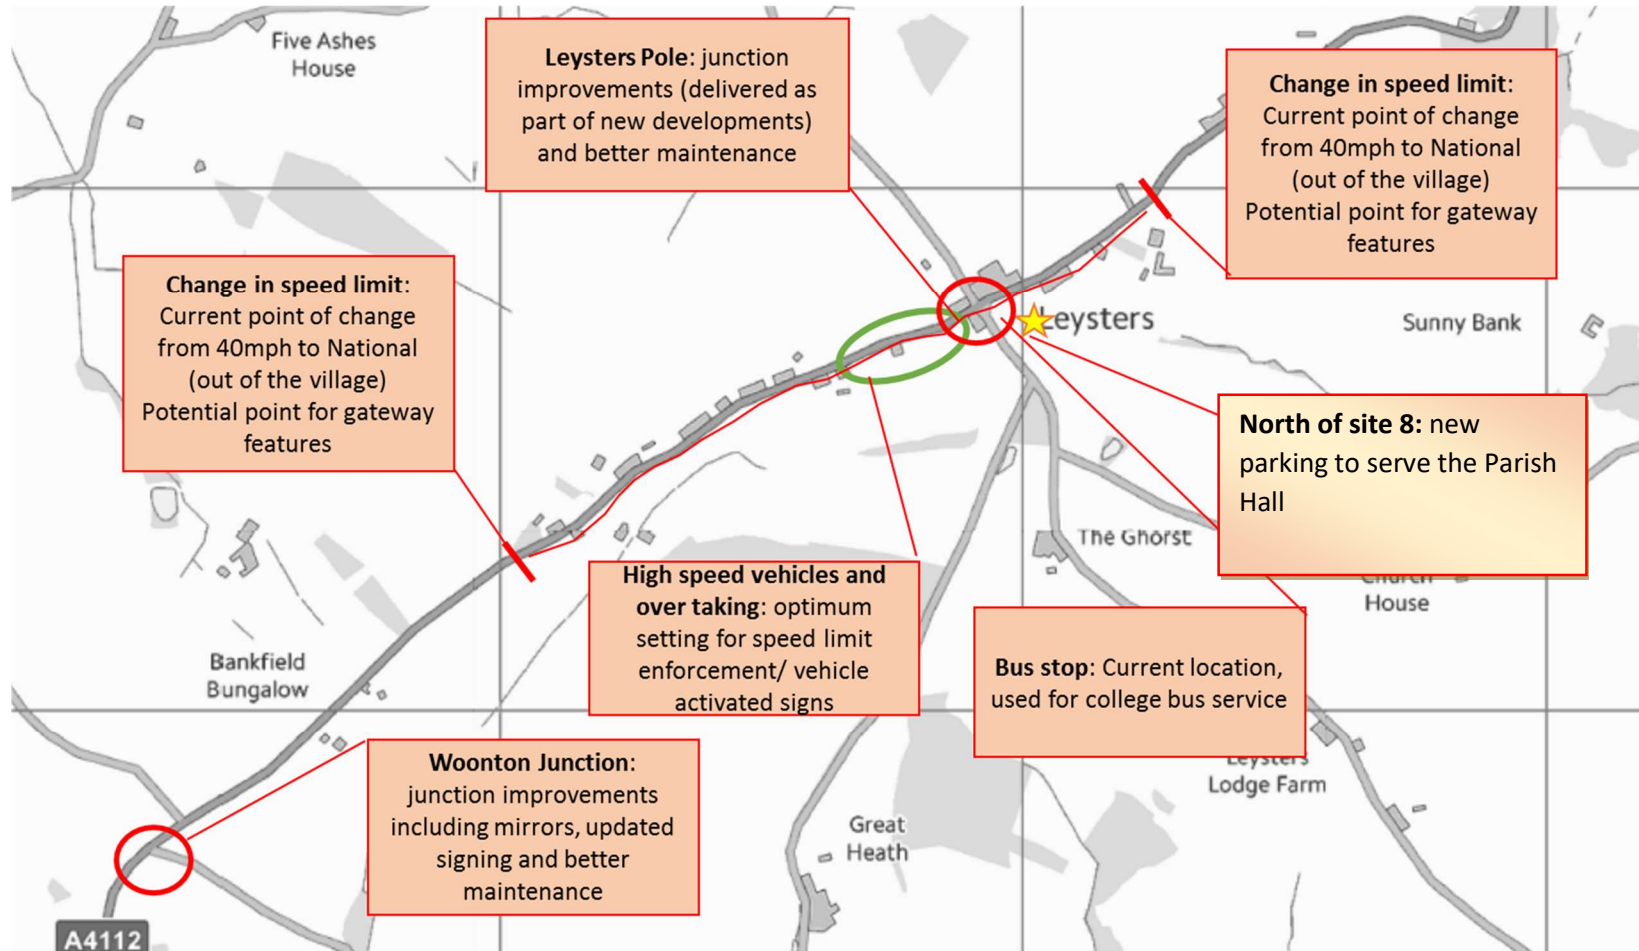 Five Ashes
House
Leysters Pole: junction
improvements (delivered as
part of new developments)
and better maintenance
Change in speed limit:
Current point of change
from 40mph to National
(out of the village)
Potential point for gateway
features
Change in speed limit:
Current point of change
from 40mph to National
(out of the village)
Potential point for gateway
features
Leysters
Sunny Bank
North of site 8: new
parking to serve the Parish
Hall
The Ghorst
Church
House
High speed vehicles and
over taking: optimum
setting for speed limit
enforcement/ vehicle
activated signs
Bus stop: Current location,
used for college bus service
Bankfield
Bungalow
Leysters
Lodge Farm
Woonton Junction:
junction improvements
including mirrors, updated
signing and better
maintenance
Great
Heath
A4112